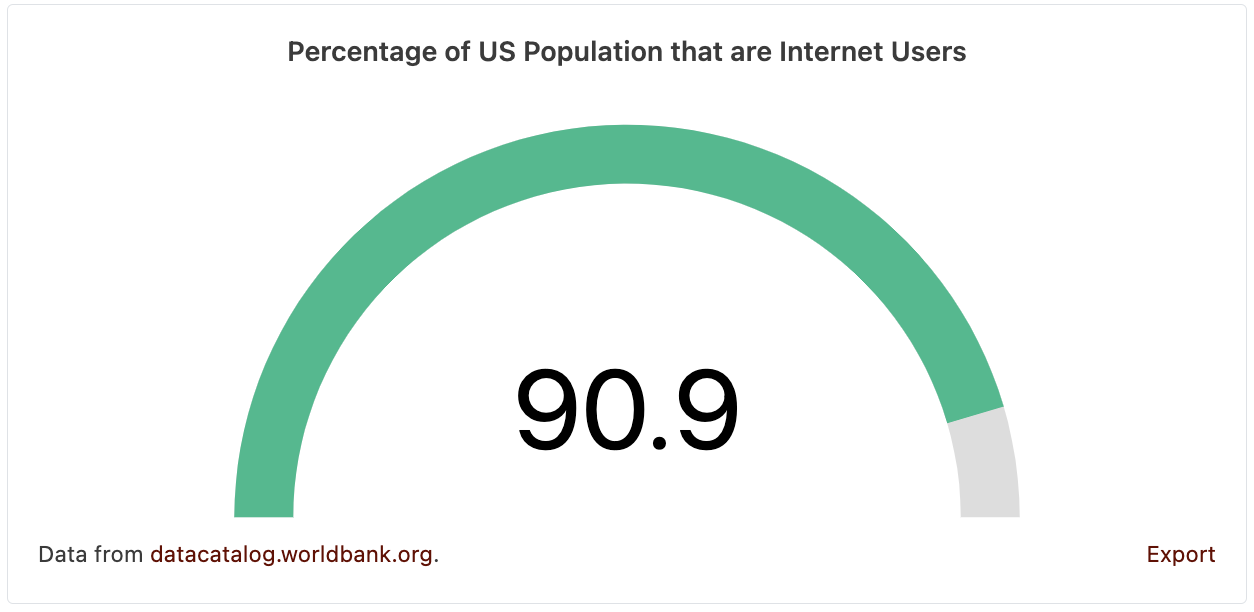 Percentage of US Population that are Internet Users
90.9
Data from datacatalog.worldbank.org.
Export